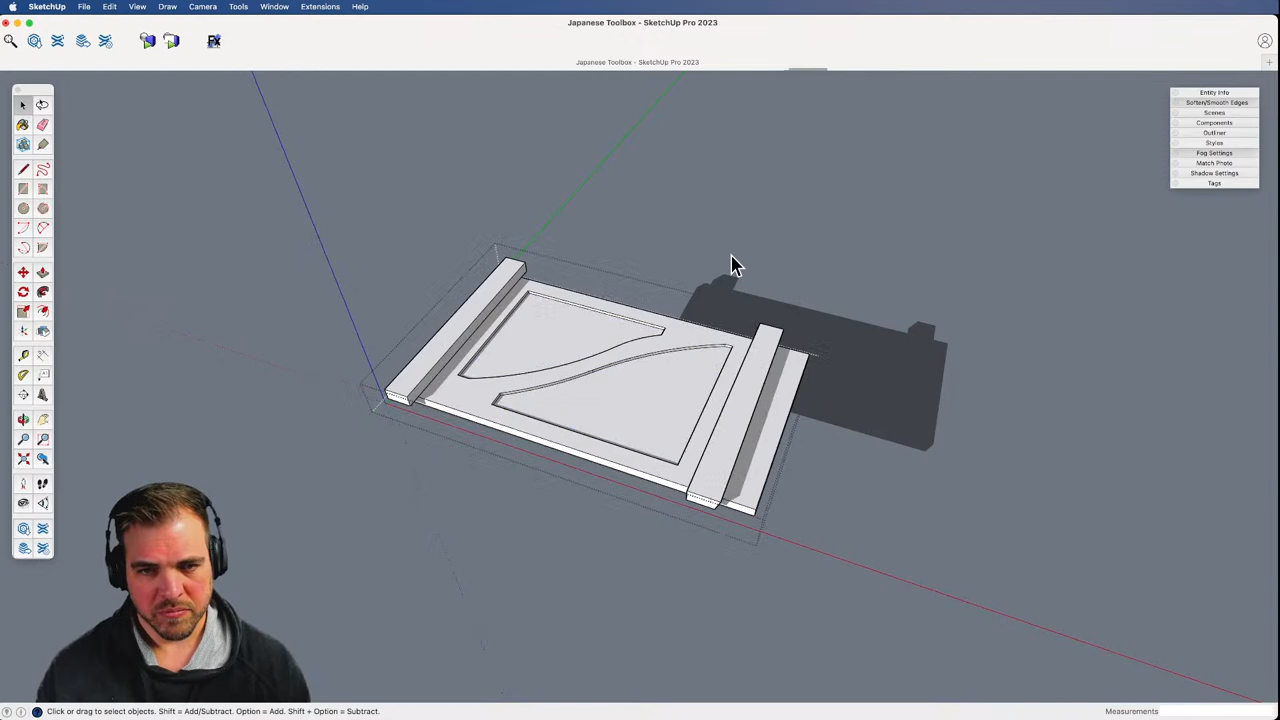 SketchUp File Edit View Draw Camera Tools Window Extensions Help
Japanese Toolbox - SketchUp Pro 2023
Japanese Toolbox - SketchUp Pro 2023
Entity Info
Soften/Smooth Edges
Scenes
Components
Outliner
Styles
Fog Settings
Match Photo
Shadow Settings
Tags
Click or drag to select objects. Shift = Add/Subtract. Option = Add. Shift + Option = Subtract.
Measurements